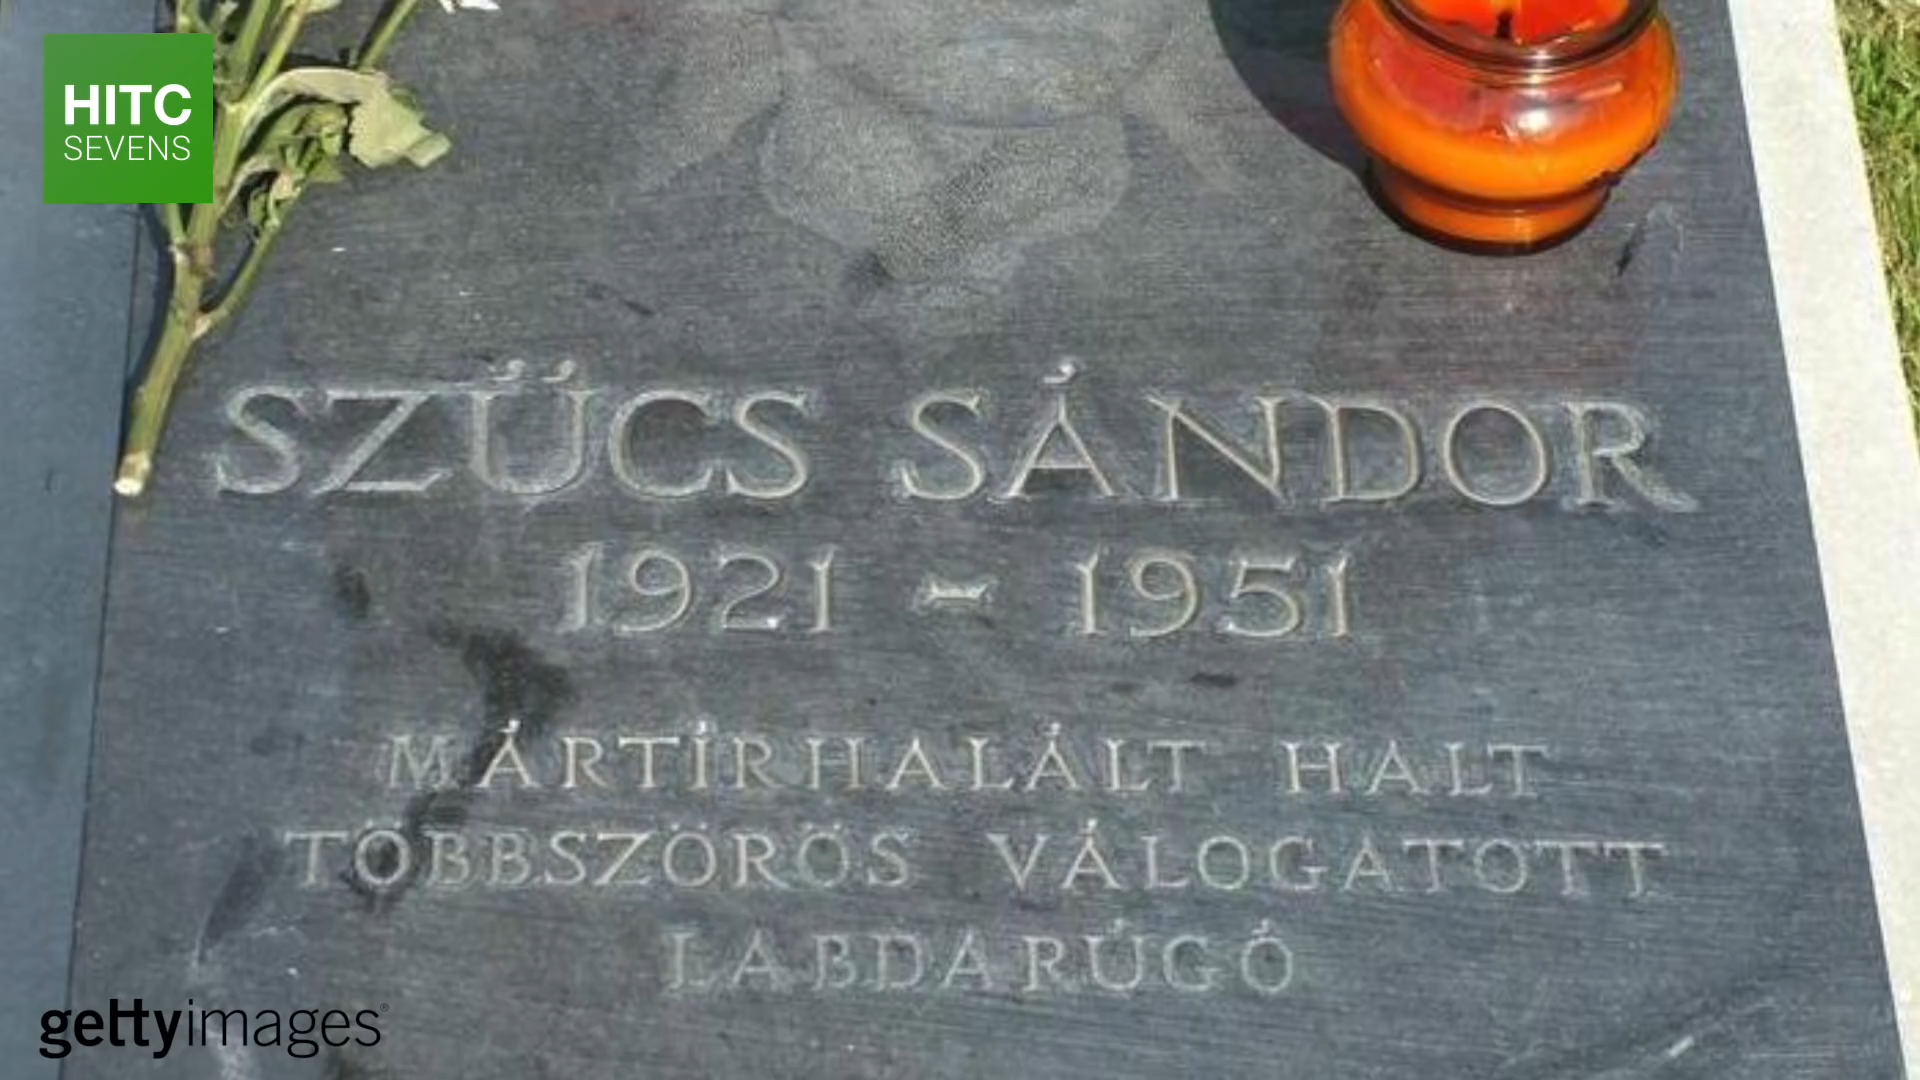 HITC
SEVENS
SZŰCS SÁNDOR
1921 - 1951
MÁRTÍRHALÁLT HALT
TÖBBSZÖRÖS VÁLOGATOTT
LABDARÚGÓ
gettyimages®